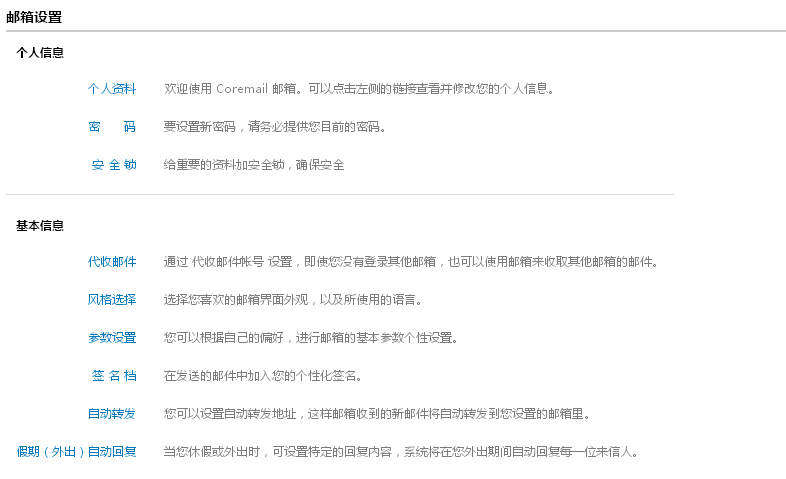 邮箱设置
个人信息
个人资料 欢迎使用 Coremail 邮箱。可以点击左侧的链接查看并修改您的个人信息。
密 码 要设置新密码，请务必提供您目前的密码。
安 全 锁 给重要的资料加安全锁，确保安全
基本信息
代收邮件 通过 代收邮件帐号 设置，即使您没有登录其他邮箱，也可以使用邮箱来收取其他邮箱的邮件。
风格选择 选择您喜欢的邮箱界面外观，以及所使用的语言。
参数设置 您可以根据自己的偏好，进行邮箱的基本参数个性设置。
签 名 档 在发送的邮件中加入您的个性化签名。
自动转发 您可以设置自动转发地址，这样邮箱收到的新邮件将自动转发到您设置的邮箱里。
假期（外出）自动回复 当您休假或外出时，可设置特定的回复内容，系统将在您外出期间自动回复每一位来信人。